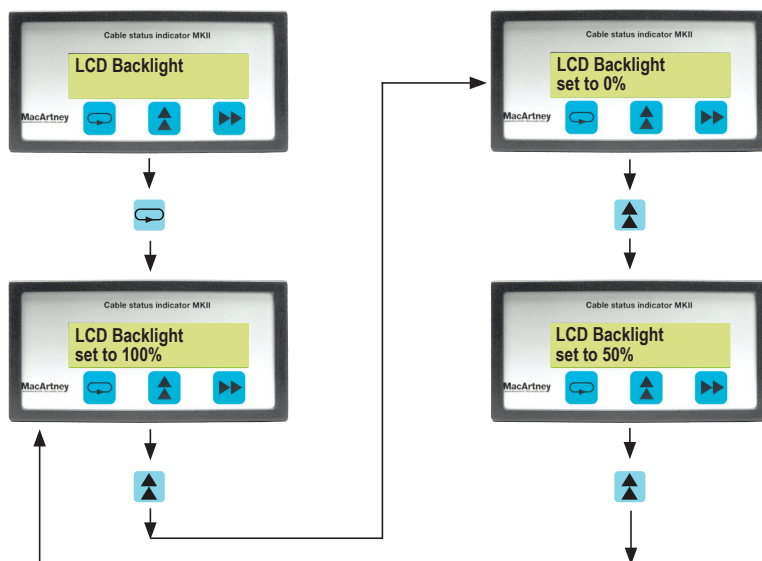 Cable status indicator MKII
LCD Backlight
MacArtney
Cable status indicator MKII
LCD Backlight
set to 100%
MacArtney
Cable status indicator MKII
LCD Backlight
set to 0%
MacArtney
Cable status indicator MKII
LCD Backlight
set to 50%
MacArtney